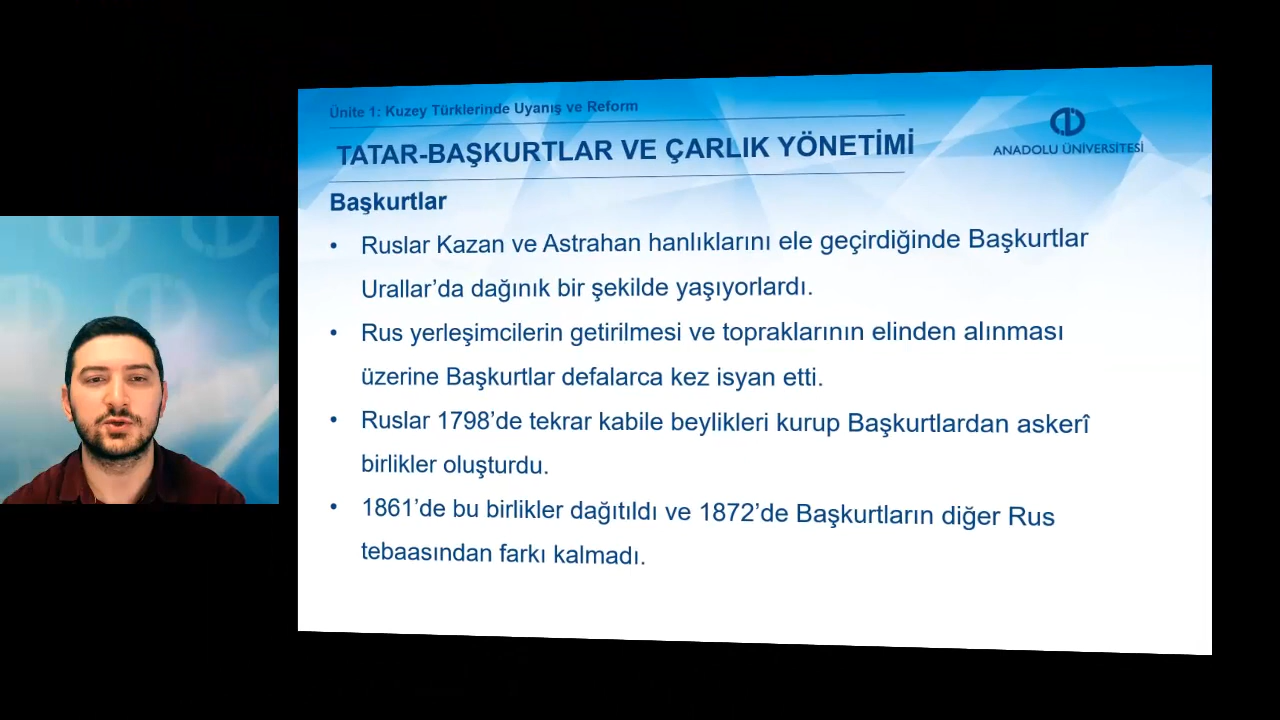 Ünite 1: Kuzey Türklerinde Uyanış ve Reform
TATAR-BAŞKURTLAR VE ÇARLIK YÖNETİMİ
ANADOLU ÜNİVERSİTESİ
Başkurtlar
• Ruslar Kazan ve Astrahan hanlıklarını ele geçirdiğinde Başkurtlar
Urallar’da dağınık bir şekilde yaşıyorlardı.
• Rus yerleşimcilerin getirilmesi ve topraklarının elinden alınması
üzerine Başkurtlar defalarca kez isyan etti.
• Ruslar 1798’de tekrar kabile beylikleri kurup Başkurtlardan askerî
birlikler oluşturdu.
• 1861’de bu birlikler dağıtıldı ve 1872’de Başkurtların diğer Rus
tebaasından farkı kalmadı.